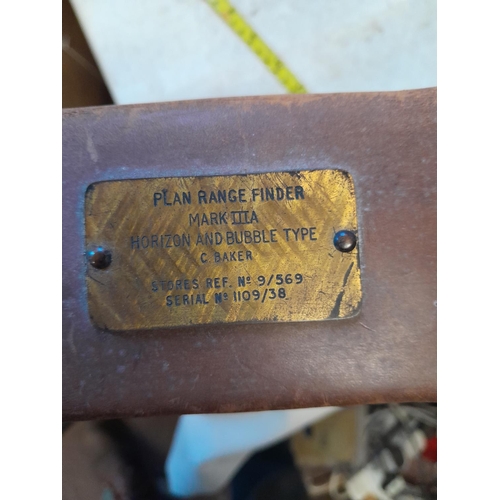 PLAN RANGE FINDER
MARK IIIA
HORIZON AND BUBBLE TYPE
C. BAKER
STORES REF. Nº 9/569
SERIAL Nº 1109/38